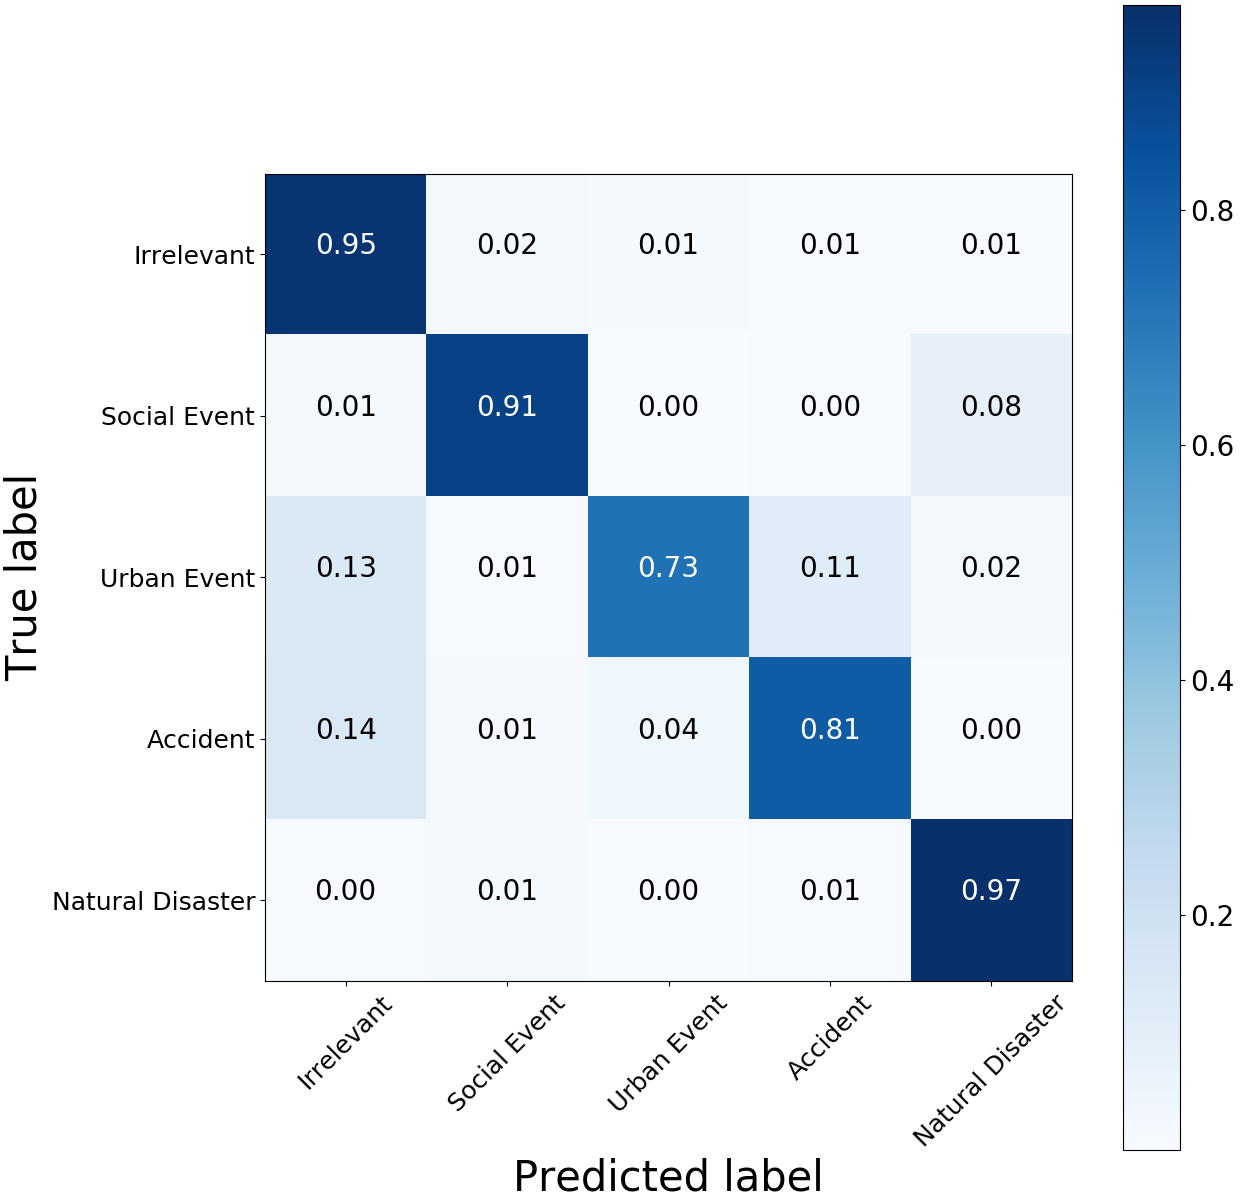 Irrelevant 0.95 0.02 0.01 0.01 0.01
Social Event 0.01 0.91 0.00 0.00 0.08
Urban Event 0.13 0.01 0.73 0.11 0.02
Accident 0.14 0.01 0.04 0.81 0.00
Natural Disaster 0.00 0.01 0.00 0.01 0.97
True label
Irrelevant Social Event Urban Event Accident Natural Disaster
Predicted label
0.8
0.6
0.4
0.2